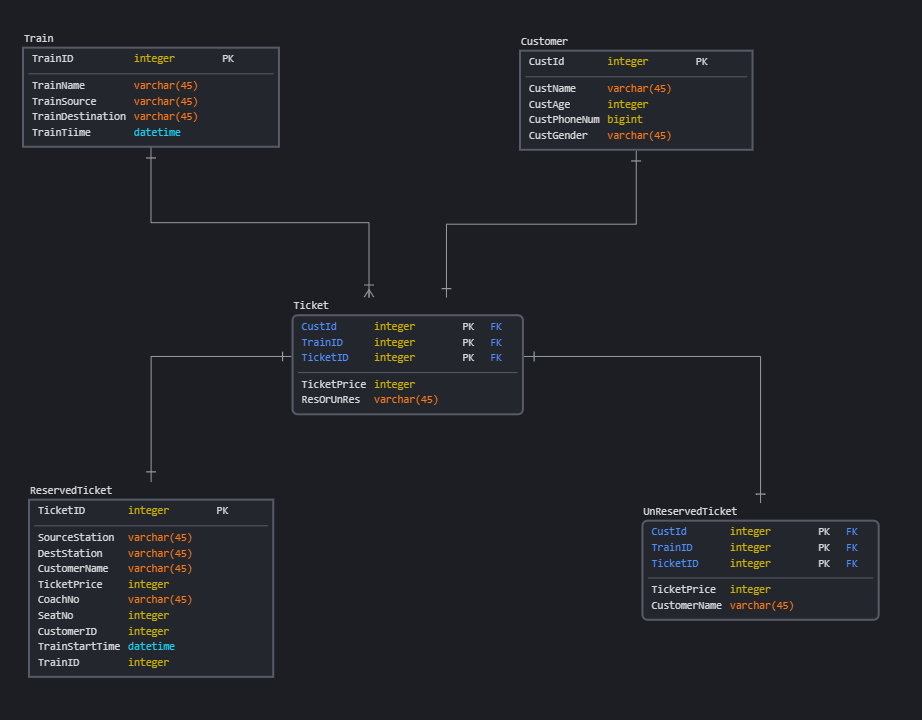 Train
TrainID integer PK
TrainName varchar(45)
TrainSource varchar(45)
TrainDestination varchar(45)
TrainTiime datetime
Customer
CustId integer PK
CustName varchar(45)
CustAge integer
CustPhoneNum bigint
CustGender varchar(45)
Ticket
CustId integer PK FK
TrainID integer PK FK
TicketID integer PK FK
TicketPrice integer
ResOrUnRes varchar(45)
ReservedTicket
TicketID integer PK
SourceStation varchar(45)
DestStation varchar(45)
CustomerName varchar(45)
TicketPrice integer
CoachNo varchar(45)
SeatNo integer
CustomerID integer
TrainStartTime datetime
TrainID integer
UnReservedTicket
CustId integer PK FK
TrainID integer PK FK
TicketID integer PK FK
TicketPrice integer
CustomerName varchar(45)